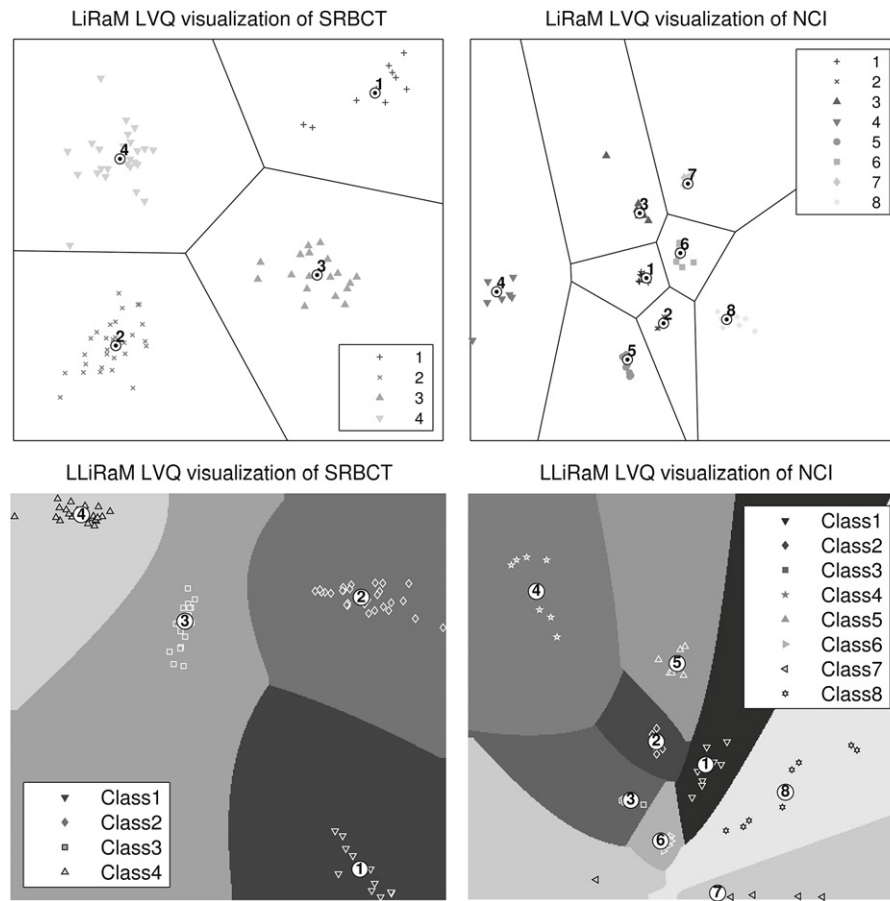 LiRaM LVQ visualization of SRBCT
1
4
3
2
1
2
3
4
LiRaM LVQ visualization of NCI
1
2
3
4
5
6
7
8
7
3
6
1
4
2
8
5
LLiRaM LVQ visualization of SRBCT
4
2
3
1
Class1
Class2
Class3
Class4
LLiRaM LVQ visualization of NCI
Class1
Class2
Class3
Class4
Class5
Class6
Class7
Class8
4
5
2
1
8
3
6
7